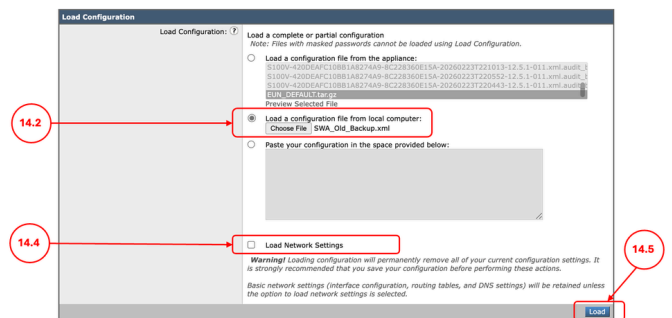 Load Configuration
Load Configuration: ?
Load a complete or partial configuration
Note: Files with masked passwords cannot be loaded using Load Configuration.
Load a configuration file from the appliance:
S100V-420DEAFC10BB1A8274A9-8C228360E15A-20260223T221013-12.5.1-011.xml.audit_l
S100V-420DEAFC10BB1A8274A9-8C228360E15A-20260223T220552-12.5.1-011.xml.audit_t
S100V-420DEAFC10BB1A8274A9-8C228360E15A-20260223T220443-12.5.1-011.xml.audit_l
EUN_DEFAULT.tar.gz
Preview Selected File
14.2
Load a configuration file from local computer:
Choose File SWA_Old_Backup.xml
Paste your configuration in the space provided below:
14.4
Load Network Settings
14.5
Warning! Loading configuration will permanently remove all of your current configuration settings. It
is strongly recommended that you save your configuration before performing these actions.
Basic network settings (interface configuration, routing tables, and DNS settings) will be retained unless
the option to load network settings is selected.
Load